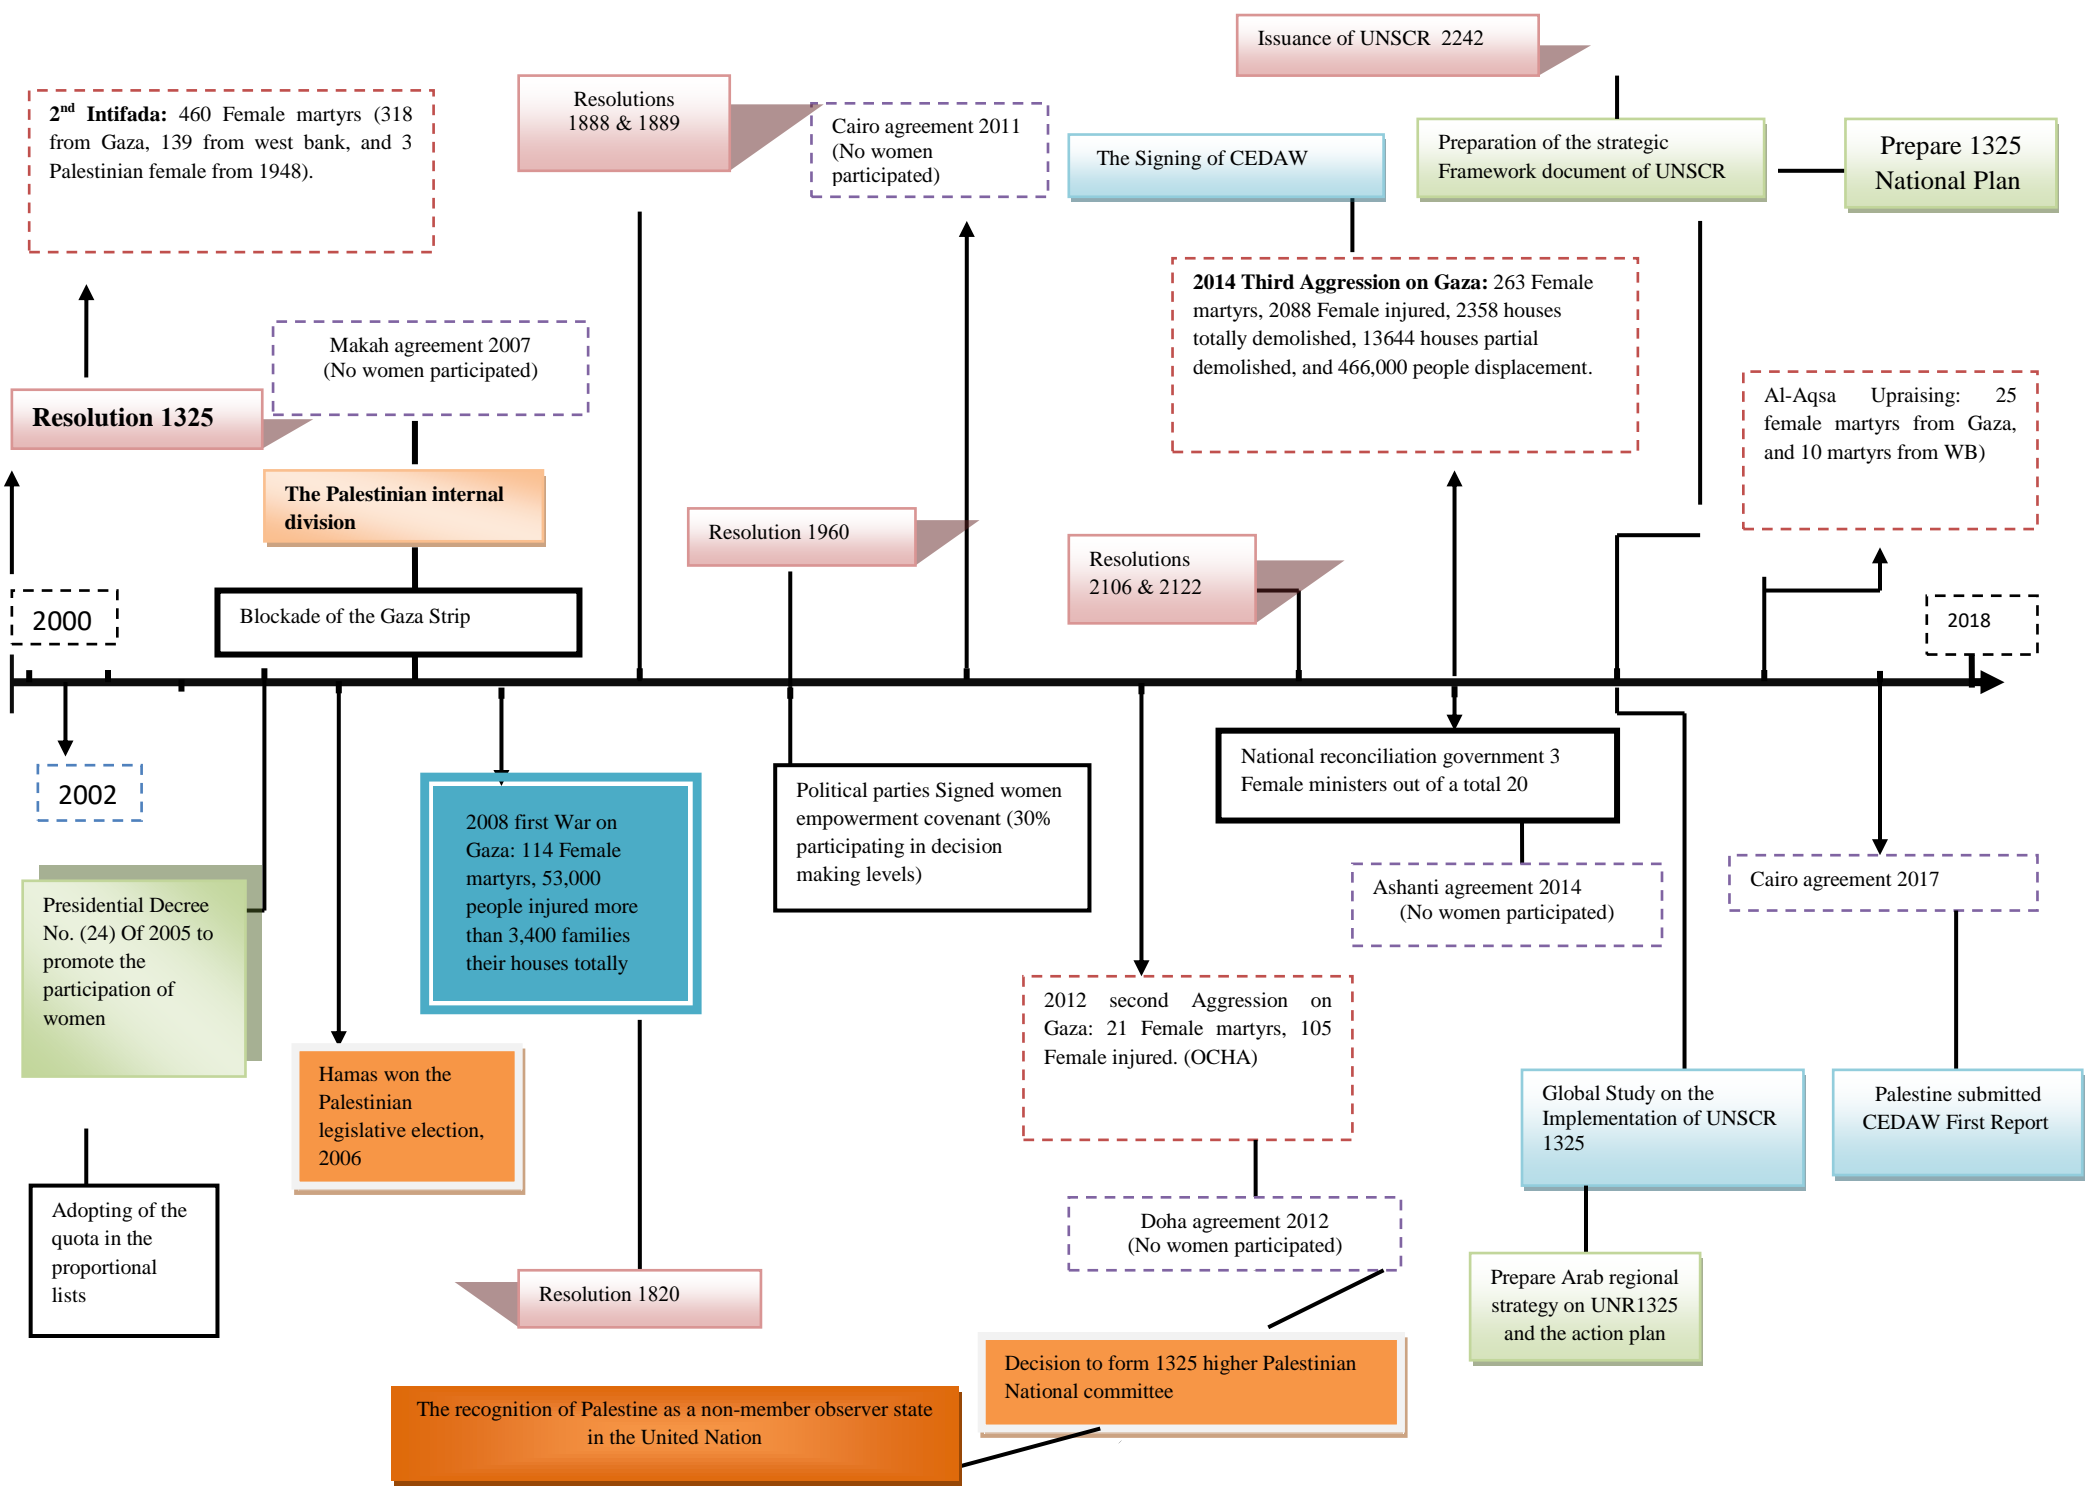 Issuance of UNSCR 2242
2nd Intifada: 460 Female martyrs (318
from Gaza, 139 from west bank, and 3
Palestinian female from 1948).
Resolutions
1888 & 1889
Cairo agreement 2011
(No women
participated)
The Signing of CEDAW
Preparation of the strategic
Framework document of UNSCR
Prepare 1325
National Plan
2014 Third Aggression on Gaza: 263 Female
martyrs, 2088 Female injured, 2358 houses
totally demolished, 13644 houses partial
demolished, and 466,000 people displacement.
Makah agreement 2007
(No women participated)
Resolution 1325
Al-Aqsa Upraising: 25
female martyrs from Gaza,
and 10 martyrs from WB)
The Palestinian internal
division
Resolution 1960
Resolutions
2106 & 2122
2000
Blockade of the Gaza Strip
2018
2002
National reconciliation government 3
Female ministers out of a total 20
2008 first War on
Gaza: 114 Female
martyrs, 53,000
people injured more
than 3,400 families
their houses totally
Political parties Signed women
empowerment covenant (30%
participating in decision
making levels)
Ashanti agreement 2014
(No women participated)
Cairo agreement 2017
Presidential Decree
No. (24) Of 2005 to
promote the
participation of
women
2012 second Aggression on
Gaza: 21 Female martyrs, 105
Female injured. (OCHA)
Hamas won the
Palestinian
legislative election,
2006
Global Study on the
Implementation of UNSCR
1325
Palestine submitted
CEDAW First Report
Adopting of the
quota in the
proportional
lists
Doha agreement 2012
(No women participated)
Resolution 1820
Prepare Arab regional
strategy on UNR1325
and the action plan
Decision to form 1325 higher Palestinian
National committee
The recognition of Palestine as a non-member observer state
in the United Nation